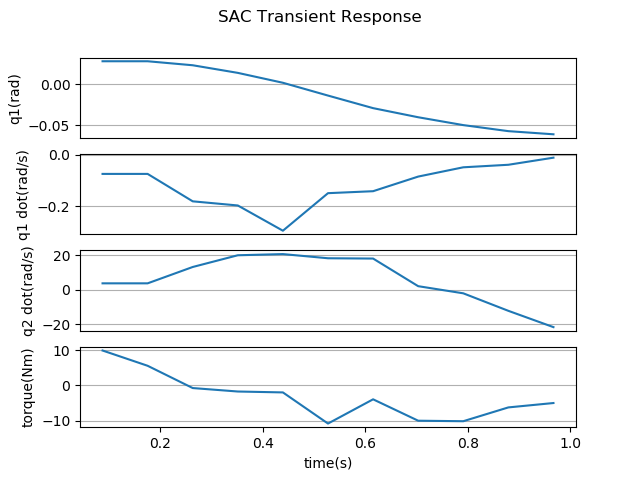 SAC Transient Response
q1(rad)
0.00
−0.05
q1 dot(rad/s)
0.0
−0.2
q2 dot(rad/s)
20
0
−20
torque(Nm)
10
0
−10
0.2 0.4 0.6 0.8 1.0
time(s)